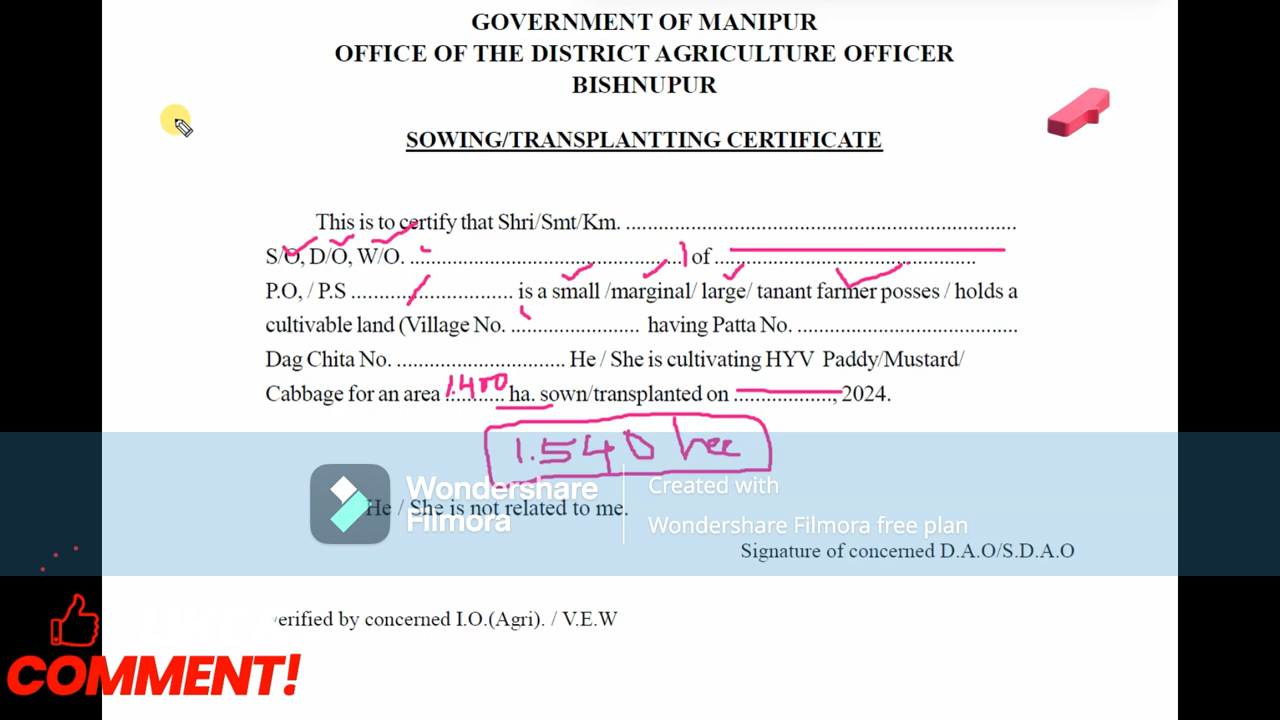 GOVERNMENT OF MANIPUR
OFFICE OF THE DISTRICT AGRICULTURE OFFICER
BISHNUPUR
SOWING/TRANSPLANTTING CERTIFICATE
This is to certify that Shri/Smt/Km. ..........................................................................................
S/O, D/O, W/O. ............................................................... of ............................................................
P.O, / P.S ..................................... is a small /marginal/ large/ tanant farmer posses / holds a
cultivable land (Village No. ............................. having Patta No. ...................................................
Dag Chita No. ....................................... He / She is cultivating HYV Paddy/Mustard/
Cabbage for an area 1.400 ha. sown/transplanted on ......................, 2024.
1.540 hec
He / She is not related to me.
Wondershare
Filmora
Created with
Wondershare Filmora free plan
Signature of concerned D.A.O/S.D.A.O
erified by concerned I.O.(Agri). / V.E.W
COMMENT!